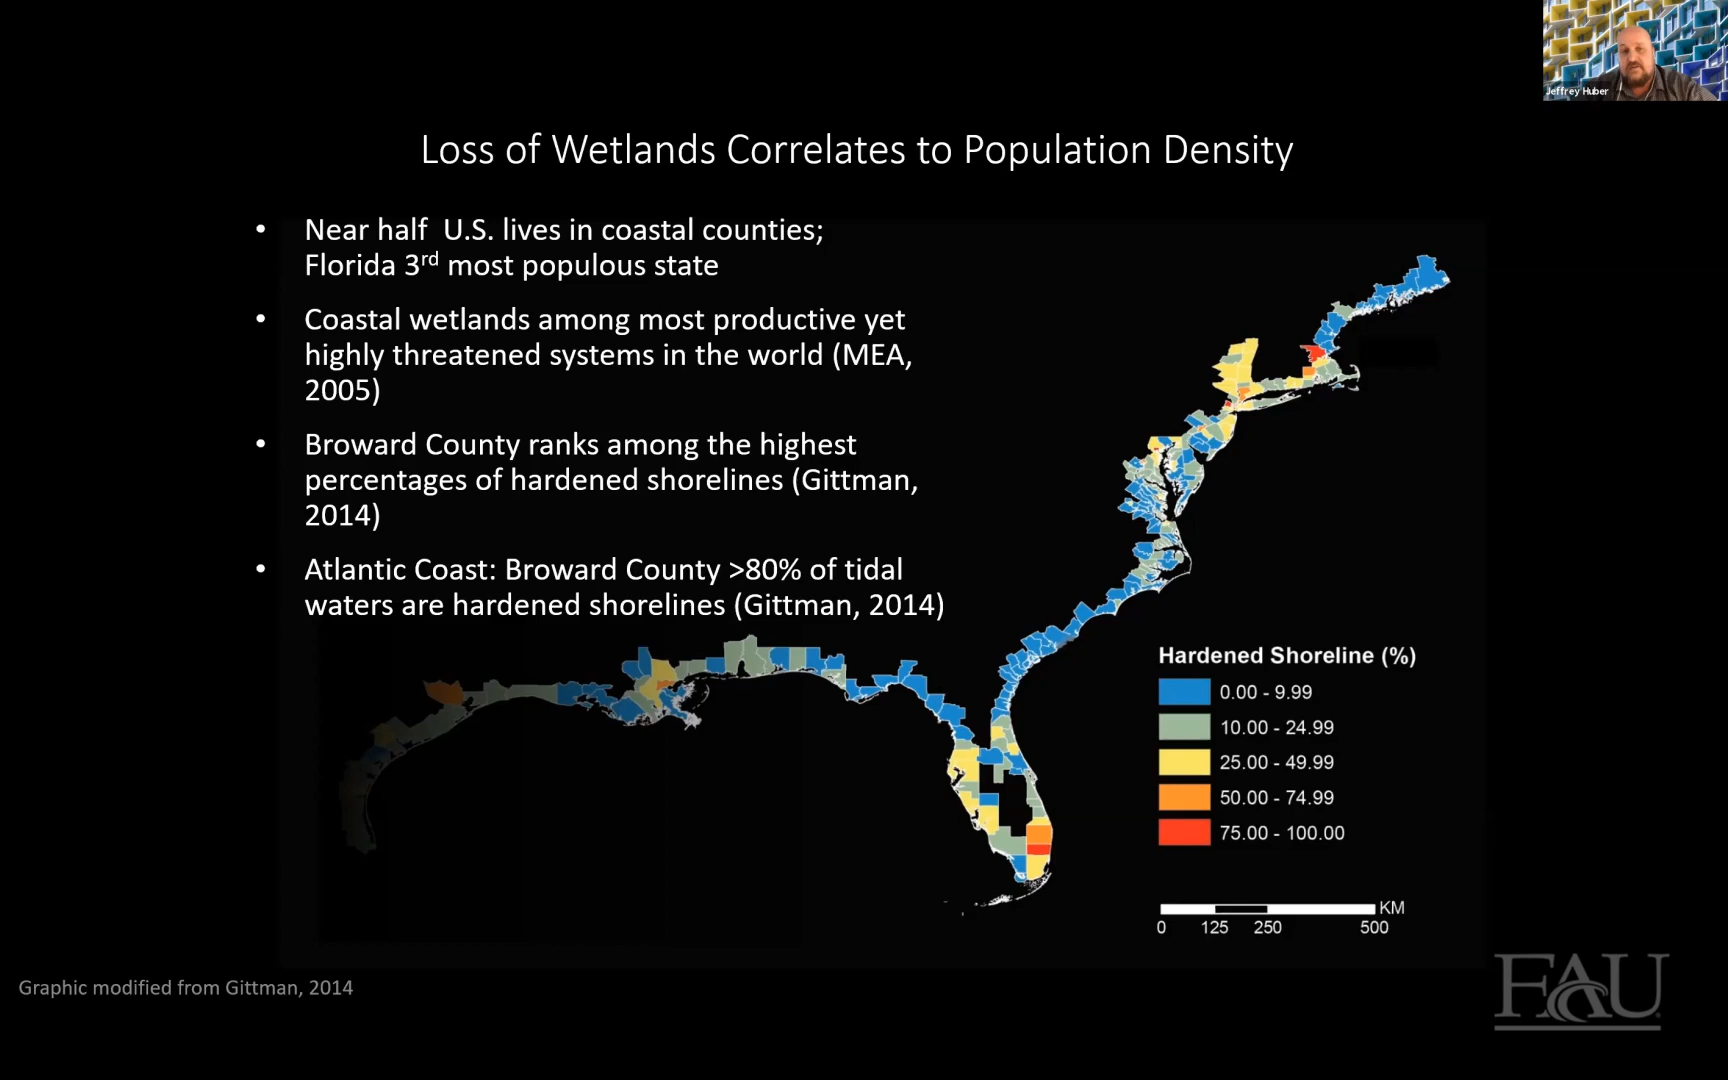 Jeffrey Huber
Loss of Wetlands Correlates to Population Density
• Near half U.S. lives in coastal counties;
Florida 3rd most populous state
• Coastal wetlands among most productive yet
highly threatened systems in the world (MEA,
2005)
• Broward County ranks among the highest
percentages of hardened shorelines (Gittman,
2014)
• Atlantic Coast: Broward County >80% of tidal
waters are hardened shorelines (Gittman, 2014)
Hardened Shoreline (%)
0.00 - 9.99
10.00 - 24.99
25.00 - 49.99
50.00 - 74.99
75.00 - 100.00
KM
0 125 250 500
Graphic modified from Gittman, 2014
FAU